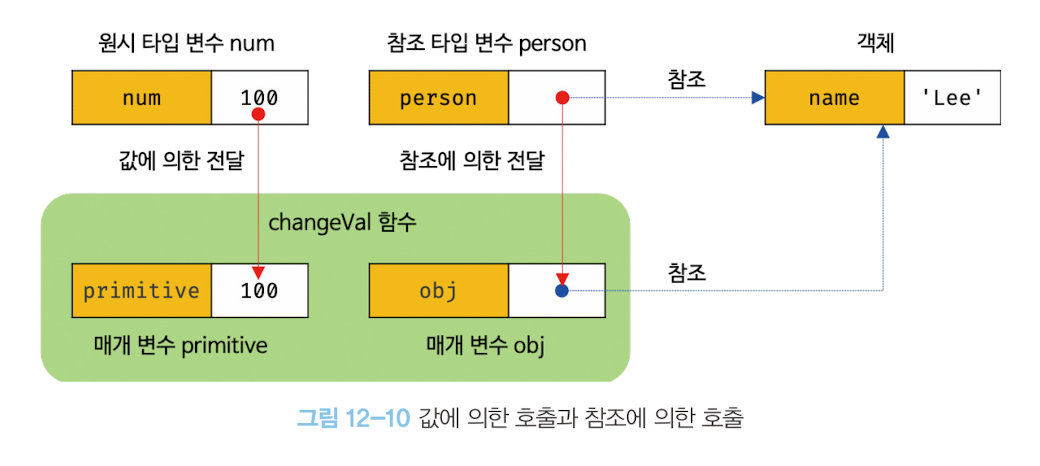 원시 타입 변수 num
참조 타입 변수 person
객체
num
100
person
참조
name
'Lee'
값에 의한 전달
참조에 의한 전달
changeVal 함수
참조
primitive
100
obj
매개 변수 primitive
매개 변수 obj
그림 12-10 값에 의한 호출과 참조에 의한 호출